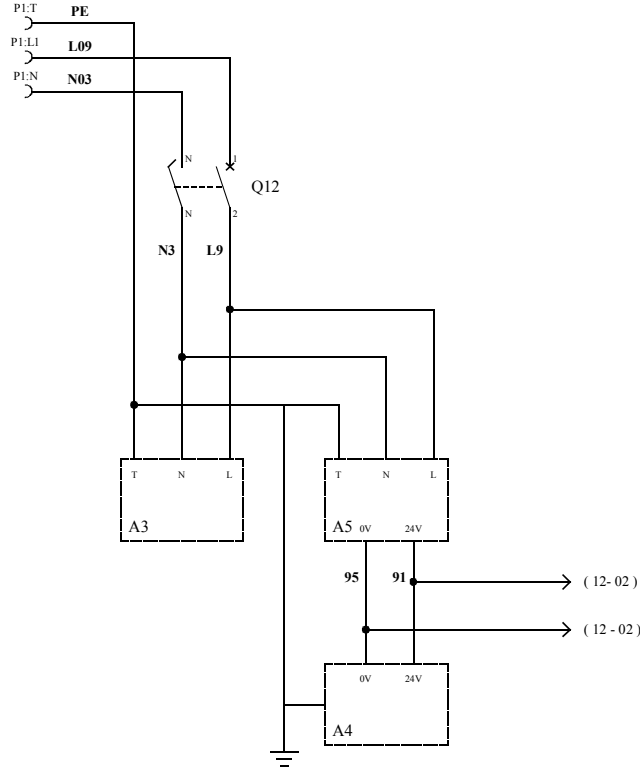 P1:T PE
P1:L1 L09
P1:N N03
N 1
Q12
N 2
N3 L9
T N L T N L
A3 A5 0V 24V
95 91 ( 12- 02 )
( 12 - 02 )
0V 24V
A4